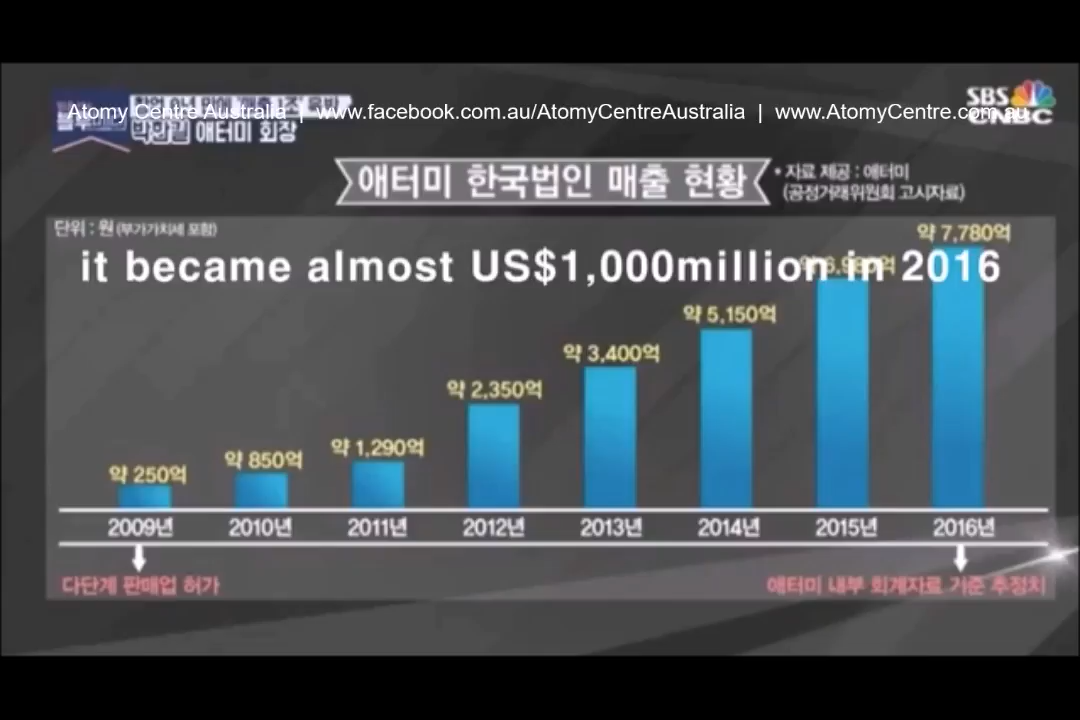 Atomy Centre Australia | www.facebook.com.au/AtomyCentreAustralia | www.AtomyCentre.com.au
SBS
CNBC
박한길 애터미 회장
애터미 한국법인 매출 현황
• 자료 제공 : 애터미
(공정거래위원회 고시자료)
단위 : 원 (부가가치세 포함)
약 7,780억
it became almost US$1,000million in 2016
약 5,150억
약 3,400억
약 2,350억
약 1,290억
약 850억
약 250억
2009년 2010년 2011년 2012년 2013년 2014년 2015년 2016년
다단계 판매업 허가
애터미 내부 회계자료 기준 추정치